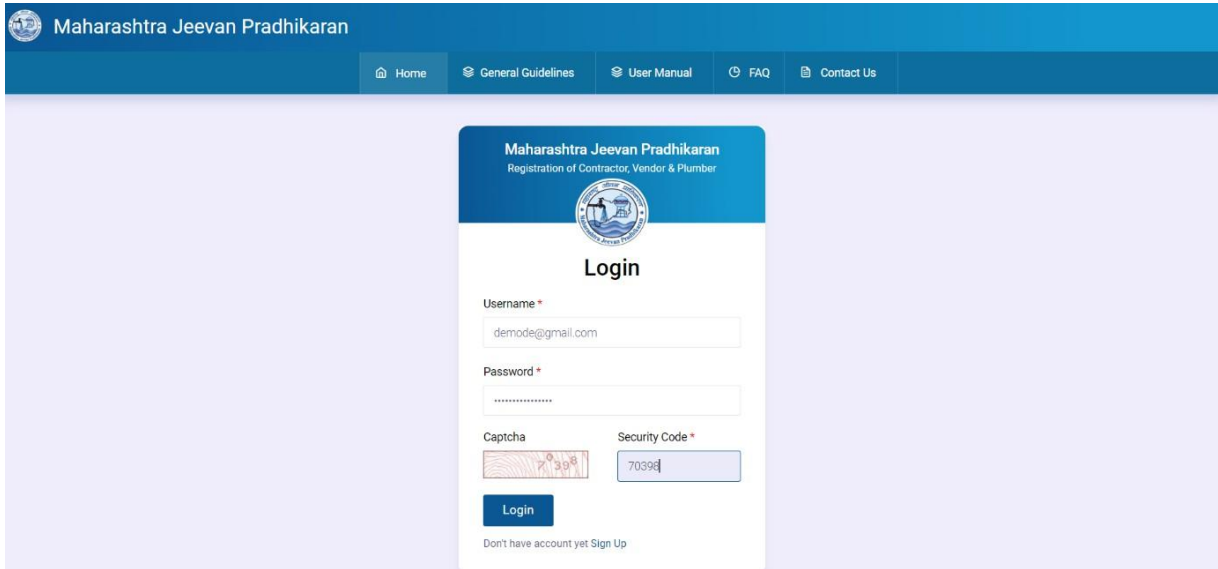 Maharashtra Jeevan Pradhikaran
Home General Guidelines User Manual FAQ Contact Us
Maharashtra Jeevan Pradhikaran
Registration of Contractor, Vendor & Plumber
Login
Username *
demode@gmail.com
Password *
••••••••••••••••
Captcha Security Code *
70398 70398
Login
Don't have account yet Sign Up